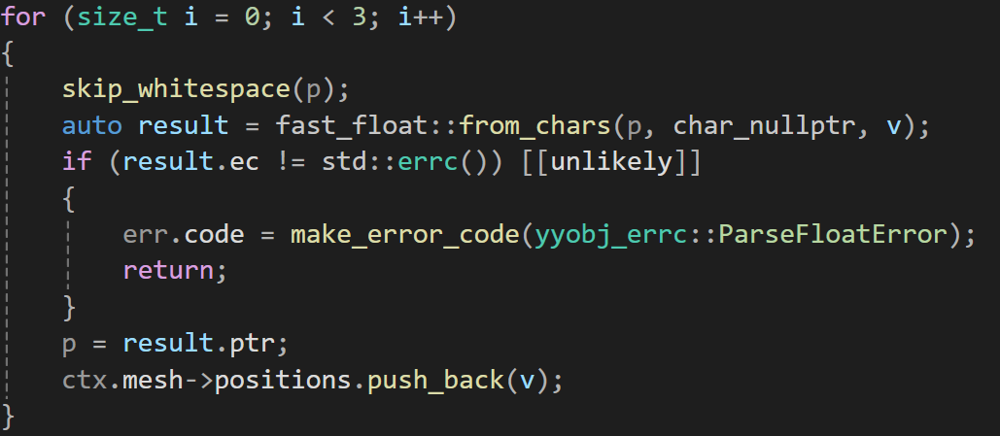 for (size_t i = 0; i < 3; i++)
{
    skip_whitespace(p);
    auto result = fast_float::from_chars(p, char_nullptr, v);
    if (result.ec != std::errc()) [[unlikely]]
    {
        err.code = make_error_code(yyobj_errc::ParseFloatError);
        return;
    }
    p = result.ptr;
    ctx.mesh->positions.push_back(v);
}